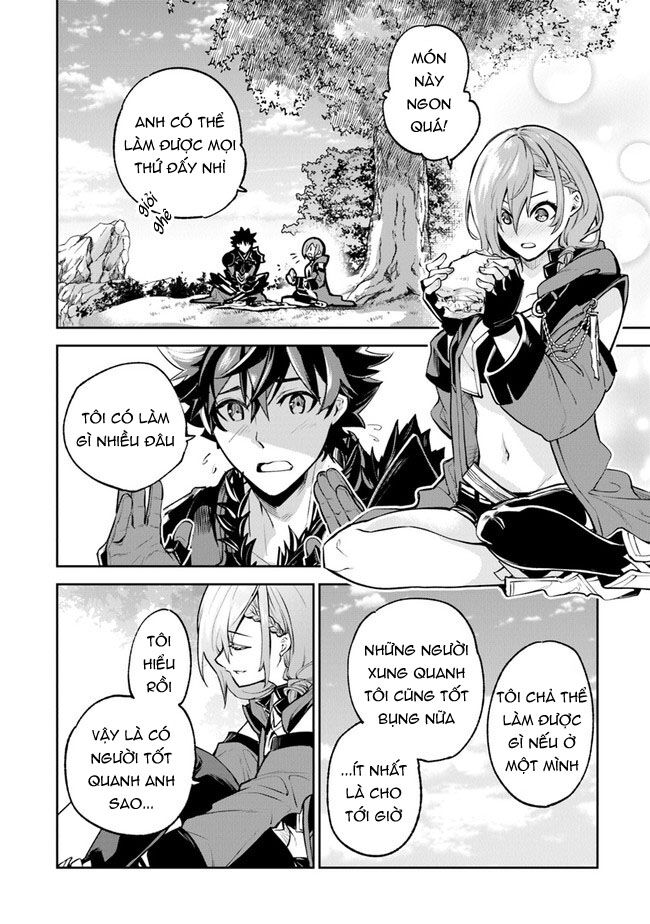 MÓN
NÀY
NGON
QUÁ!
ANH CÓ THỂ
LÀM ĐƯỢC MỌI
THỨ ĐẤY NHỈ
giỏi
ghê
TÔI CÓ LÀM
GÌ NHIỀU ĐÂU
TÔI CHẢ THỂ
LÀM ĐƯỢC
GÌ NẾU Ở
MỘT MÌNH
NHỮNG NGƯỜI
XUNG QUANH
TÔI CŨNG TỐT
BỤNG NỮA
...ÍT NHẤT
LÀ CHO
TỚI GIỜ
TÔI
HIỂU
RỒI
VẬY LÀ CÓ
NGƯỜI TỐT
QUANH ANH
SAO...